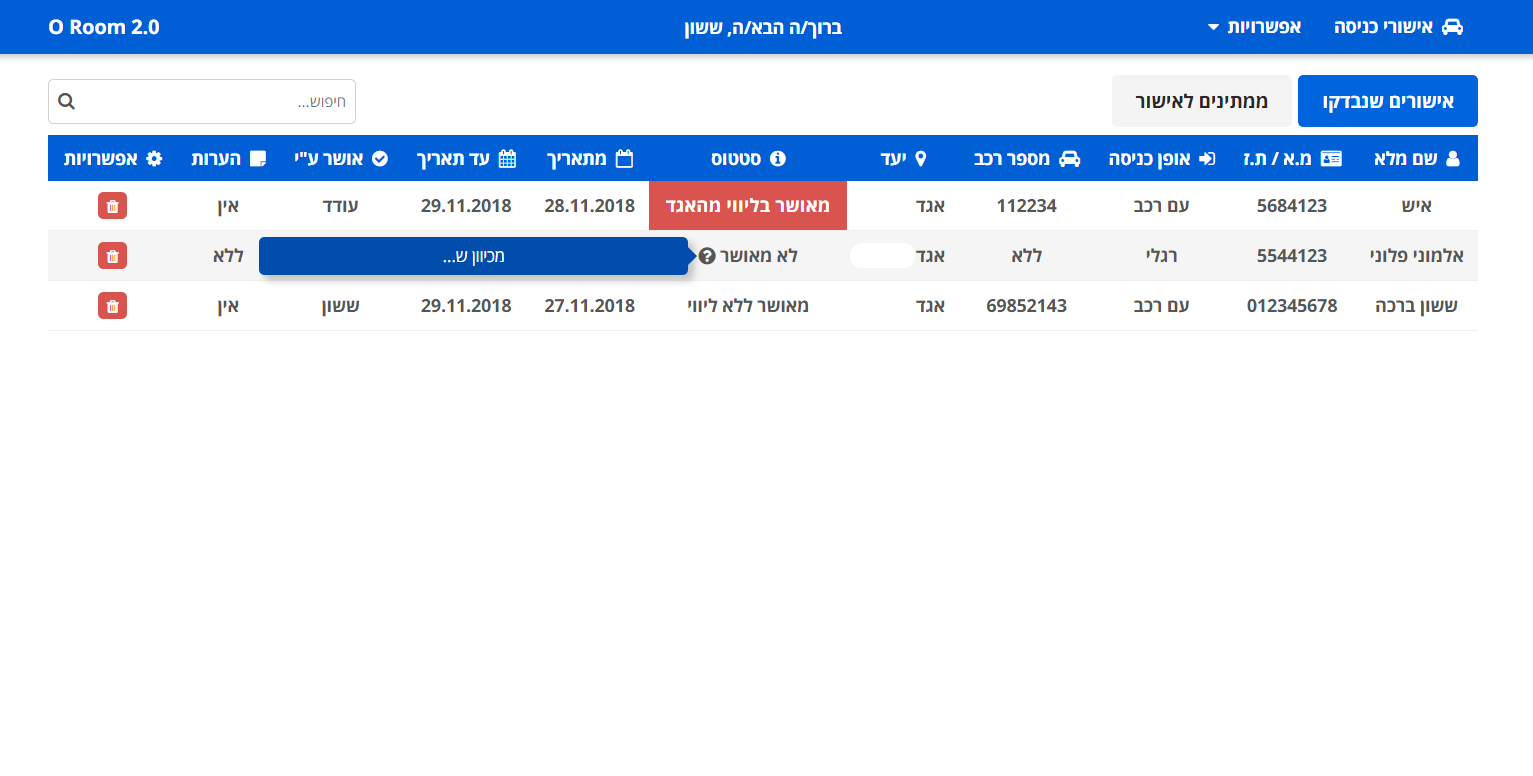 אישורי כניסה אפשרויות ברוך/ה הבא/ה, ששון O Room 2.0
אישורים שנבדקו ממתינים לאישור חיפוש...
שם מלא מ.א / ת.ז אופן כניסה מספר רכב יעד סטטוס מתאריך עד תאריך אושר ע"י הערות אפשרויות
איש 5684123 עם רכב 112234 אגד מאושר בליווי מהאגד 28.11.2018 29.11.2018 עודד אין
אלמוני פלוני 5544123 רגלי ללא אגד לא מאושר מכיוון ש... ללא
ששון ברכה 012345678 עם רכב 69852143 אגד מאושר ללא ליווי 27.11.2018 29.11.2018 ששון אין